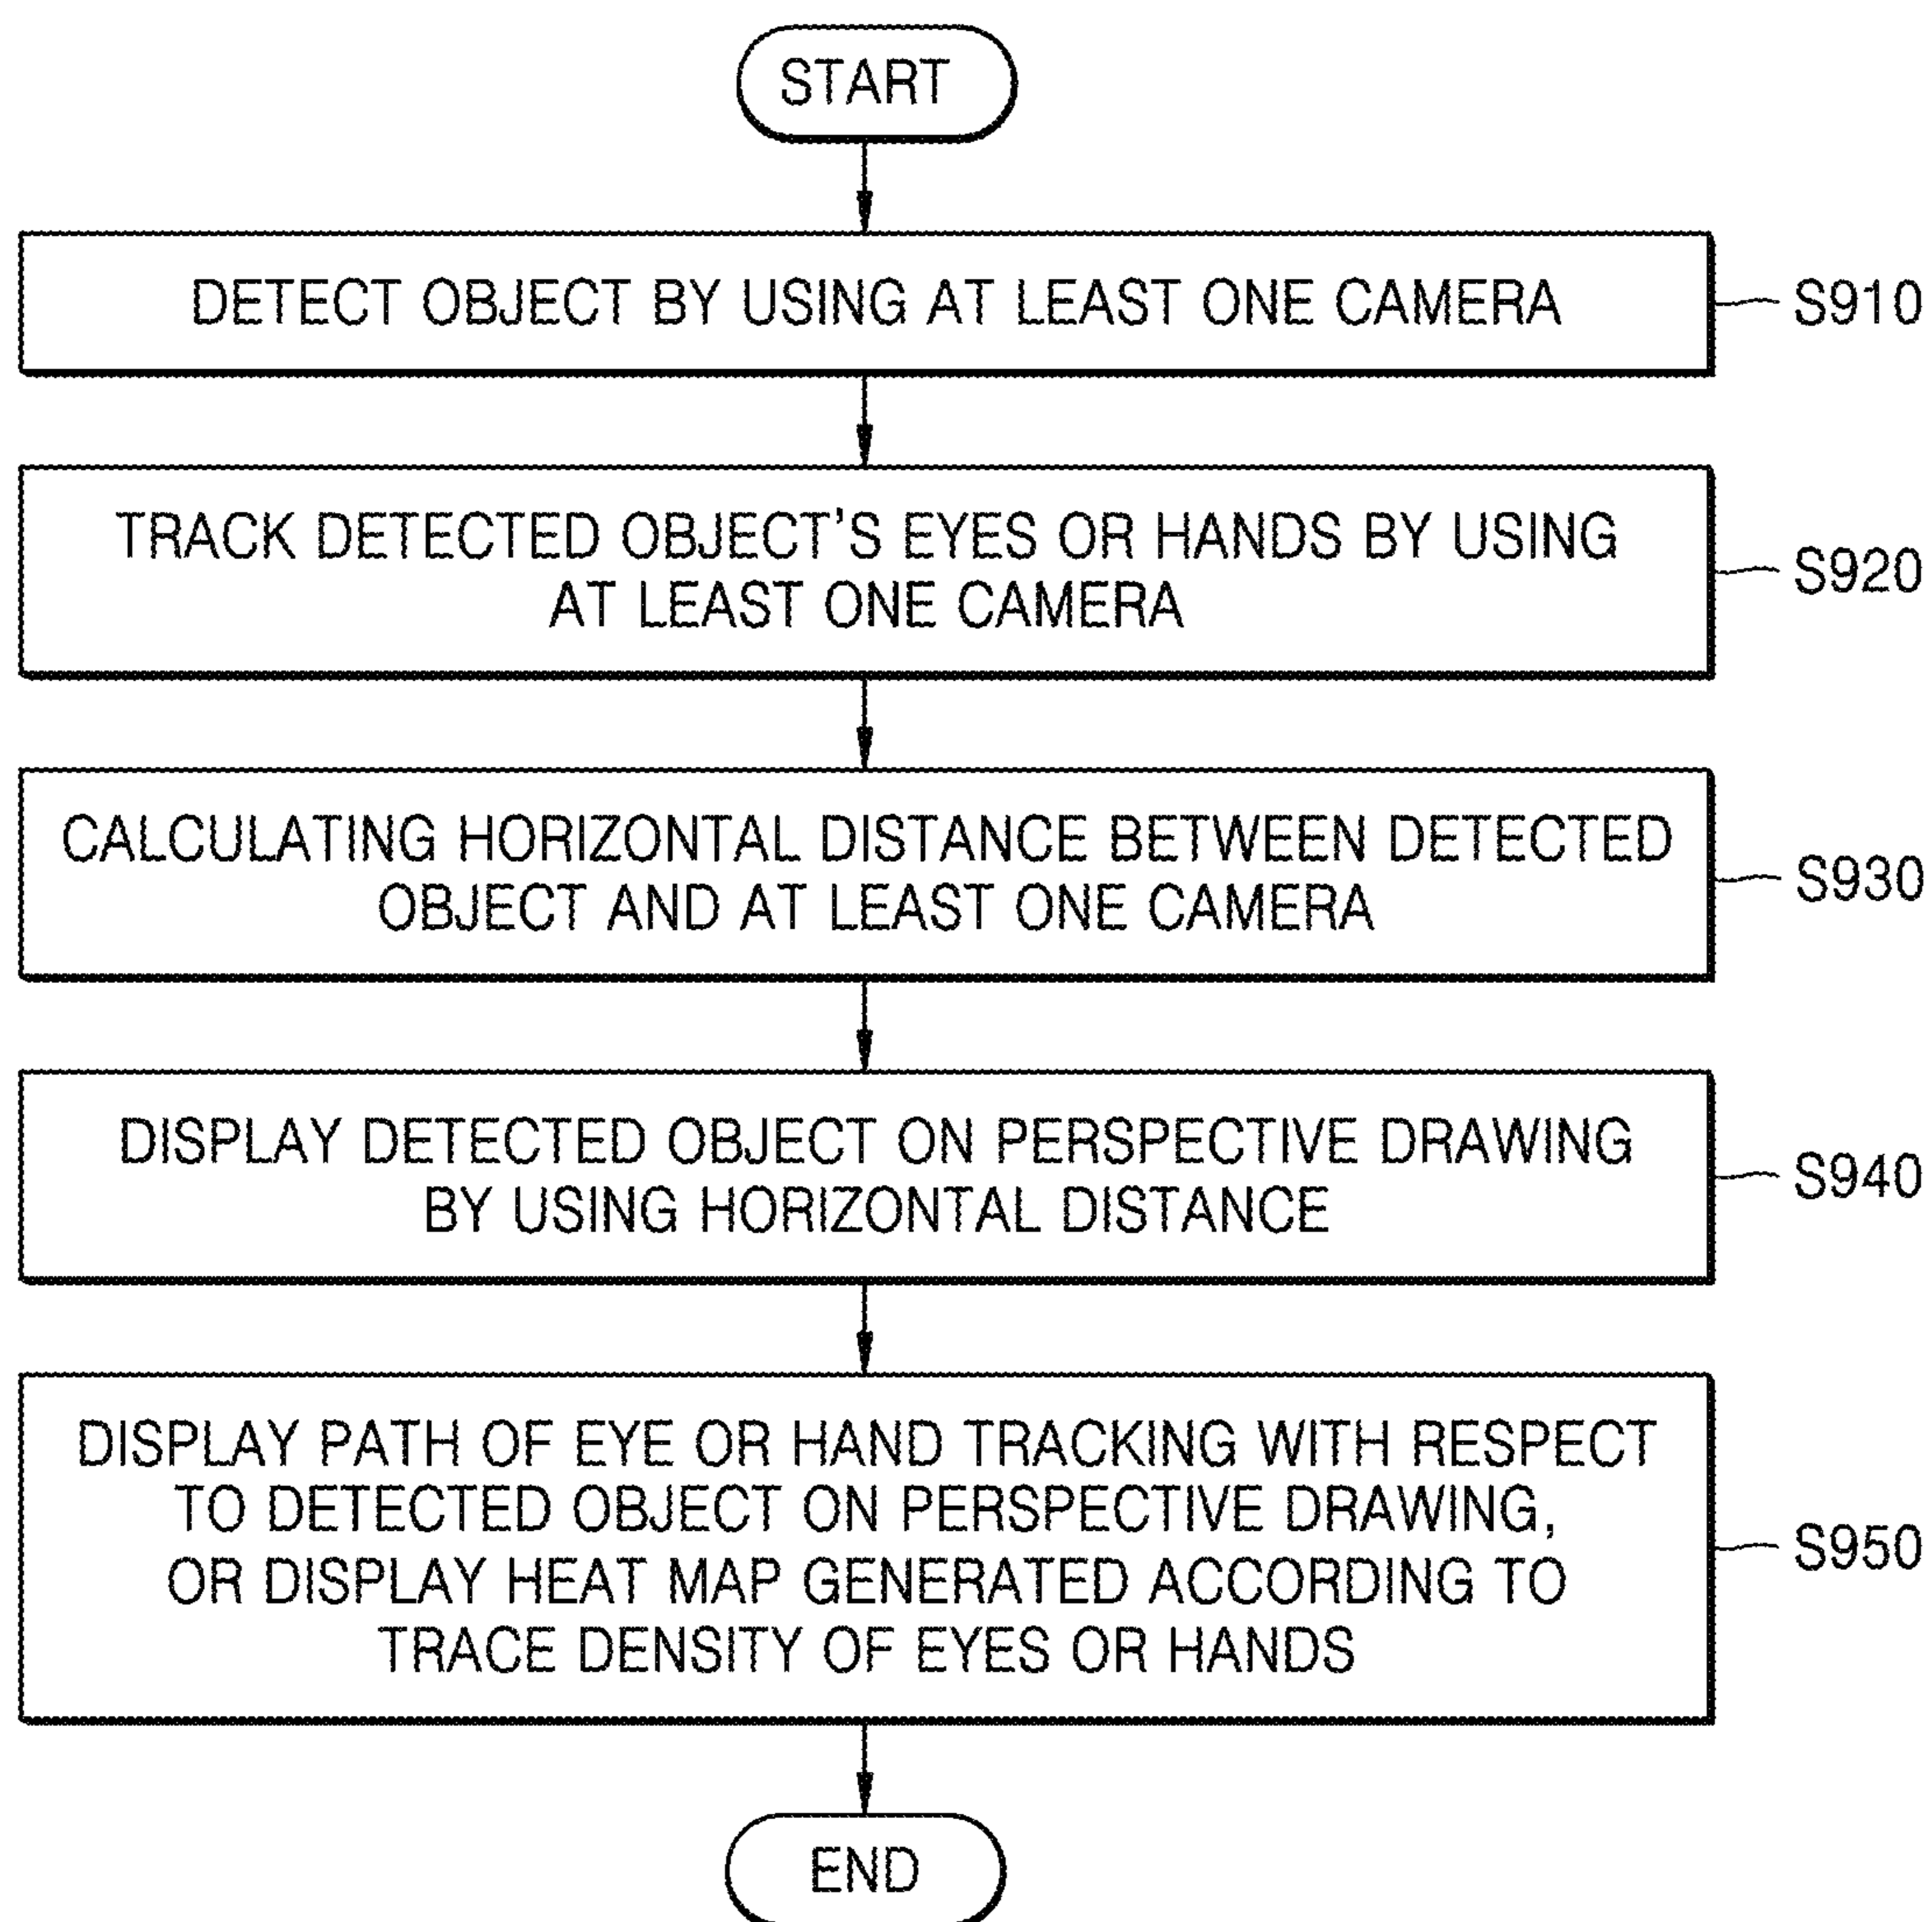 START
DETECT OBJECT BY USING AT LEAST ONE CAMERA
S910
TRACK DETECTED OBJECT'S EYES OR HANDS BY USING
AT LEAST ONE CAMERA
S920
CALCULATING HORIZONTAL DISTANCE BETWEEN DETECTED
OBJECT AND AT LEAST ONE CAMERA
S930
DISPLAY DETECTED OBJECT ON PERSPECTIVE DRAWING
BY USING HORIZONTAL DISTANCE
S940
DISPLAY PATH OF EYE OR HAND TRACKING WITH RESPECT
TO DETECTED OBJECT ON PERSPECTIVE DRAWING,
OR DISPLAY HEAT MAP GENERATED ACCORDING TO
TRACE DENSITY OF EYES OR HANDS
S950
END